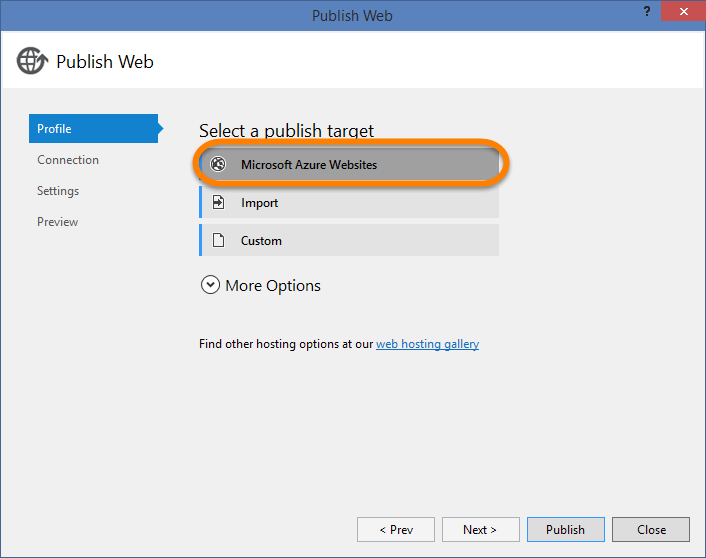 Publish Web
?
Publish Web
Profile
Connection
Settings
Preview
Select a publish target
Microsoft Azure Websites
Import
Custom
More Options
Find other hosting options at our web hosting gallery
< Prev
Next >
Publish
Close